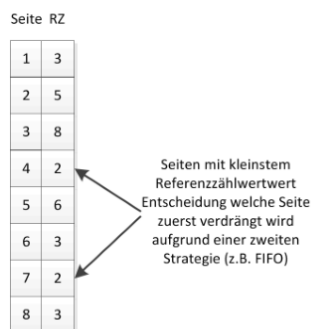 Seite RZ
1 3
2 5
3 8
4 2
5 6
6 3
7 2
8 3
Seiten mit kleinstem
Referenzzählwertwert
Entscheidung welche Seite
zuerst verdrängt wird
aufgrund einer zweiten
Strategie (z.B. FIFO)